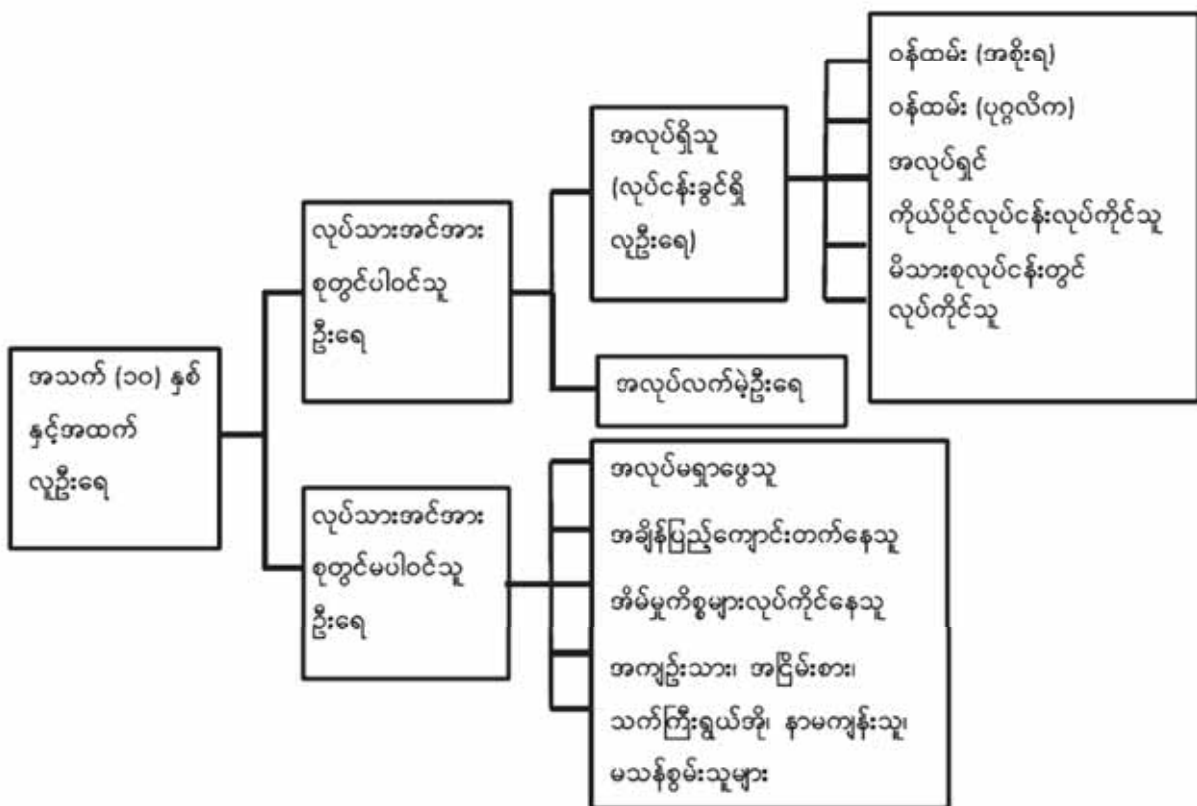 အသက် (၁၀) နှစ်
နှင့်အထက်
လူဦးရေ
လုပ်သားအင်အား
စုတွင်ပါဝင်သူ
ဦးရေ
အလုပ်ရှိသူ
(လုပ်ငန်းခွင်ရှိ
လူဦးရေ)
ဝန်ထမ်း (အစိုးရ)
ဝန်ထမ်း (ပုဂ္ဂလိက)
အလုပ်ရှင်
ကိုယ်ပိုင်လုပ်ငန်းလုပ်ကိုင်သူ
မိသားစုလုပ်ငန်းတွင်
လုပ်ကိုင်သူ
အလုပ်လက်မဲ့ဦးရေ
လုပ်သားအင်အား
စုတွင်မပါဝင်သူ
ဦးရေ
အလုပ်မရှာဖွေသူ
အချိန်ပြည့်ကျောင်းတက်နေသူ
အိမ်မှုကိစ္စများလုပ်ကိုင်နေသူ
အကျဉ်းသား၊ အငြိမ်းစား၊
သက်ကြီးရွယ်အို၊ နာမကျန်းသူ၊
မသန်စွမ်းသူများ